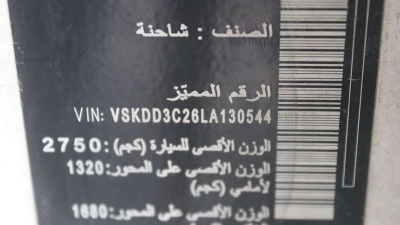 الصنف : شاحنة
الرقم المميّز
VIN: VSKDD3C26LA130544
الوزن الأقصى للسيارة (كجم): 2750
الوزن الأقصى على المحور: 1320
لأمامي (كجم)
الوزن الأقصى على المحور: 1680